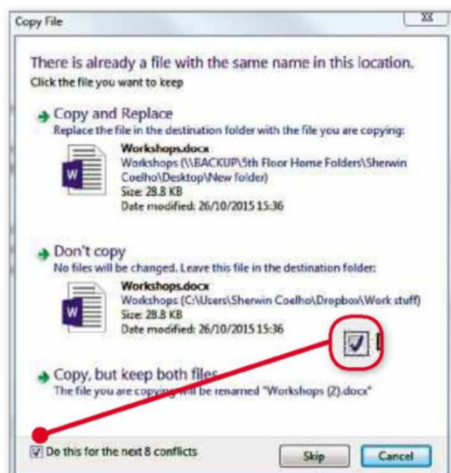 Copy File
There is already a file with the same name in this location.
Click the file you want to keep
Copy and Replace
Replace the file in the destination folder with the file you are copying:
Workshops.docx
Workshops (\\BACKUP\5th Floor Home Folders\Sherwin
Coelho\Desktop\New folder)
Size: 28.8 KB
Date modified: 26/10/2015 15:36
Don't copy
No files will be changed. Leave this file in the destination folder:
Workshops.docx
Workshops (C:\Users\Sherwin Coelho\Dropbox\Work stuff)
Size: 28.8 KB
Date modified: 26/10/2015 15:36
Copy, but keep both files
The file you are copying will be renamed "Workshops (2).docx"
Do this for the next 8 conflicts
Skip
Cancel